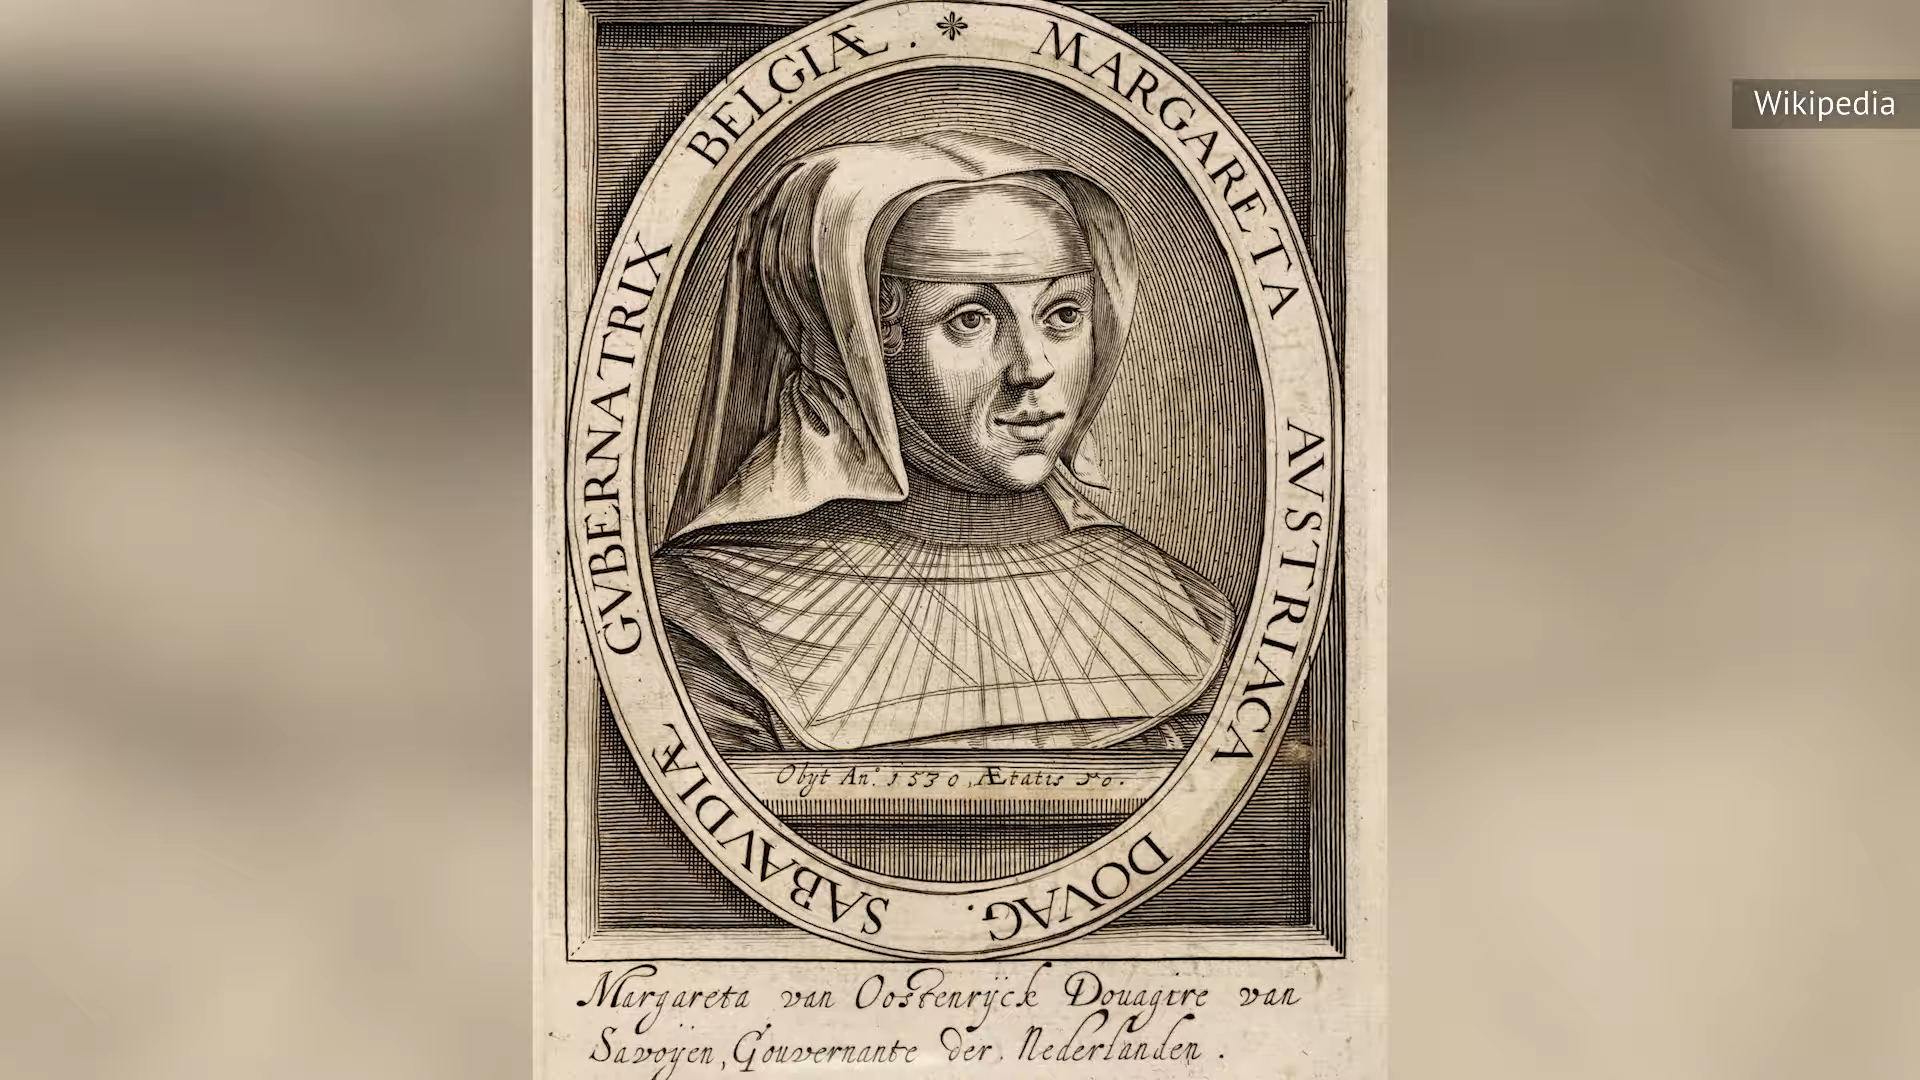 Wikipedia
MARGARETA AVSTRIACA DOVAG. SABAVDIÆ GVBERNATRIX BELGIÆ.
Obyt An.° 1530, Ætatis 50.
Margareta van Oostenrÿck Douagire van
Savoÿen, Gouvernante der Nederlanden.